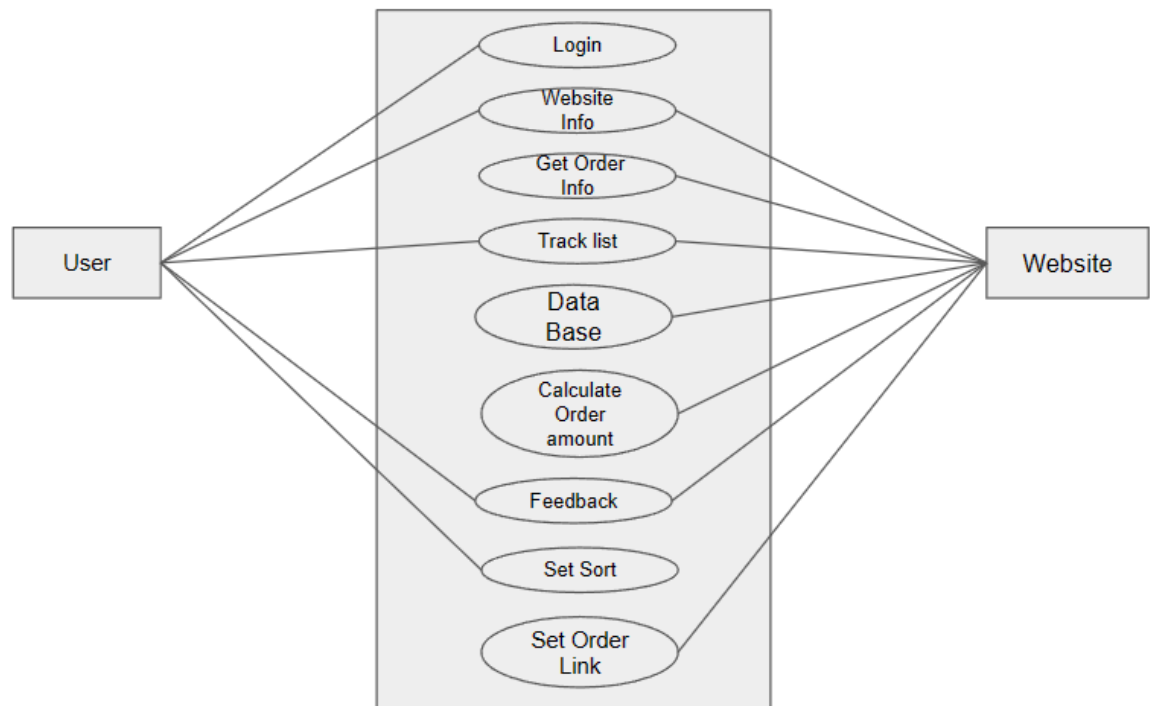 Login
Website
Info
Get Order
Info
User
Track list
Website
Data
Base
Calculate
Order
amount
Feedback
Set Sort
Set Order
Link